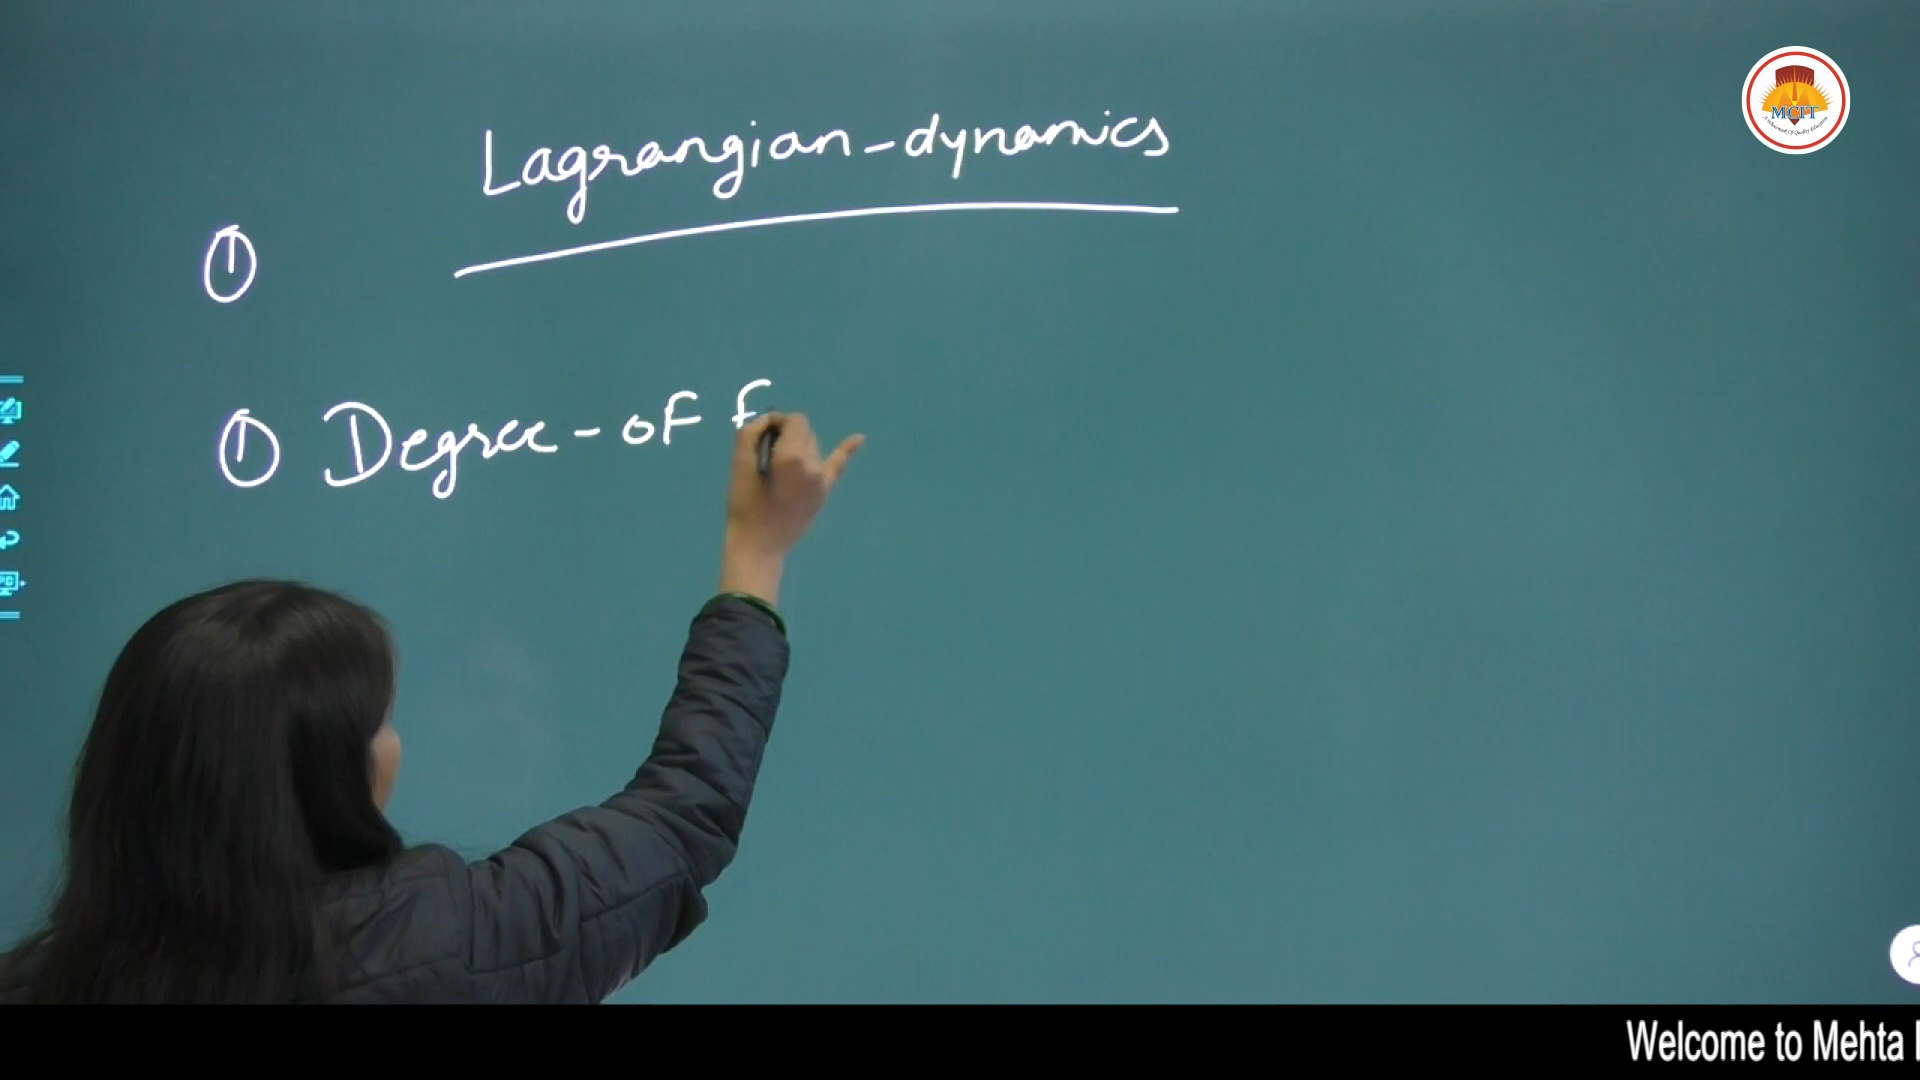 Lagrangian-dynamics
①
① Degree-of f
MCIT
Welcome to Mehta